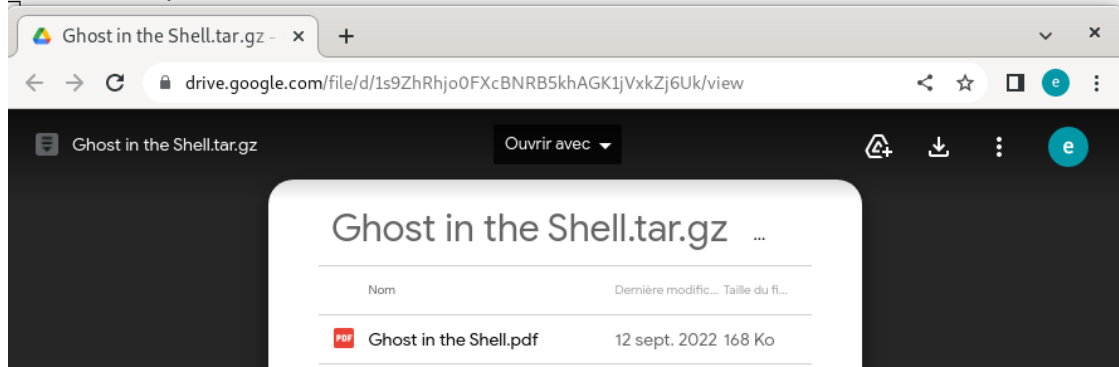 Ghost in the Shell.tar.gz -
drive.google.com/file/d/1s9ZhRhjo0FXcBNRB5khAGK1jVxkZj6Uk/view
e
Ghost in the Shell.tar.gz
Ouvrir avec
e
Ghost in the Shell.tar.gz ...
Nom Dernière modific... Taille du fi...
PDF Ghost in the Shell.pdf 12 sept. 2022 168 Ko